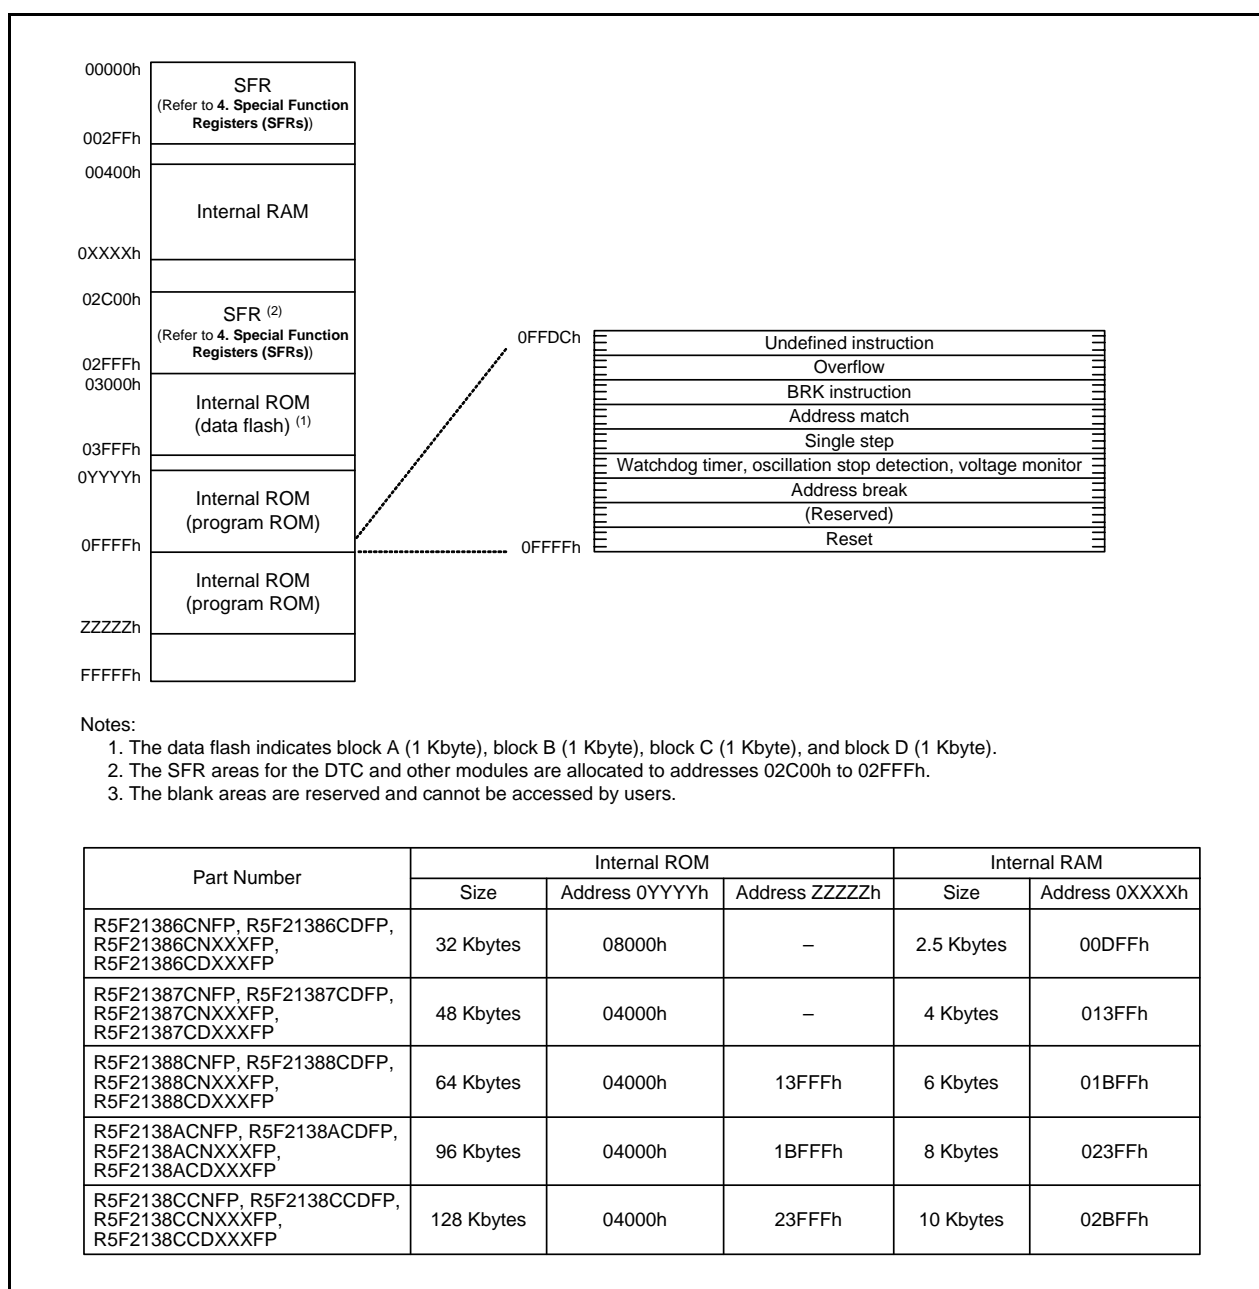 00000h
SFR
(Refer to 4. Special Function
Registers (SFRs))
002FFh
00400h
Internal RAM
0XXXXh
02C00h
SFR (2)
(Refer to 4. Special Function
Registers (SFRs))
02FFFh
03000h
Internal ROM
(data flash) (1)
03FFFh
0YYYYh
Internal ROM
(program ROM)
0FFFFh
Internal ROM
(program ROM)
ZZZZZh
FFFFFh
0FFDCh
Undefined instruction
Overflow
BRK instruction
Address match
Single step
Watchdog timer, oscillation stop detection, voltage monitor
Address break
(Reserved)
Reset
0FFFFh
Notes:
1. The data flash indicates block A (1 Kbyte), block B (1 Kbyte), block C (1 Kbyte), and block D (1 Kbyte).
2. The SFR areas for the DTC and other modules are allocated to addresses 02C00h to 02FFFh.
3. The blank areas are reserved and cannot be accessed by users.
Part Number Internal ROM Internal RAM
Size Address 0YYYYh Address ZZZZZh Size Address 0XXXXh
R5F21386CNFP, R5F21386CDFP,
R5F21386CNXXXFP,
R5F21386CDXXXFP
32 Kbytes 08000h – 2.5 Kbytes 00DFFh
R5F21387CNFP, R5F21387CDFP,
R5F21387CNXXXFP,
R5F21387CDXXXFP
48 Kbytes 04000h – 4 Kbytes 013FFh
R5F21388CNFP, R5F21388CDFP,
R5F21388CNXXXFP,
R5F21388CDXXXFP
64 Kbytes 04000h 13FFFh 6 Kbytes 01BFFh
R5F2138ACNFP, R5F2138ACDFP,
R5F2138ACNXXXFP,
R5F2138ACDXXXFP
96 Kbytes 04000h 1BFFFh 8 Kbytes 023FFh
R5F2138CCNFP, R5F2138CCDFP,
R5F2138CCNXXXFP,
R5F2138CCDXXXFP
128 Kbytes 04000h 23FFFh 10 Kbytes 02BFFh